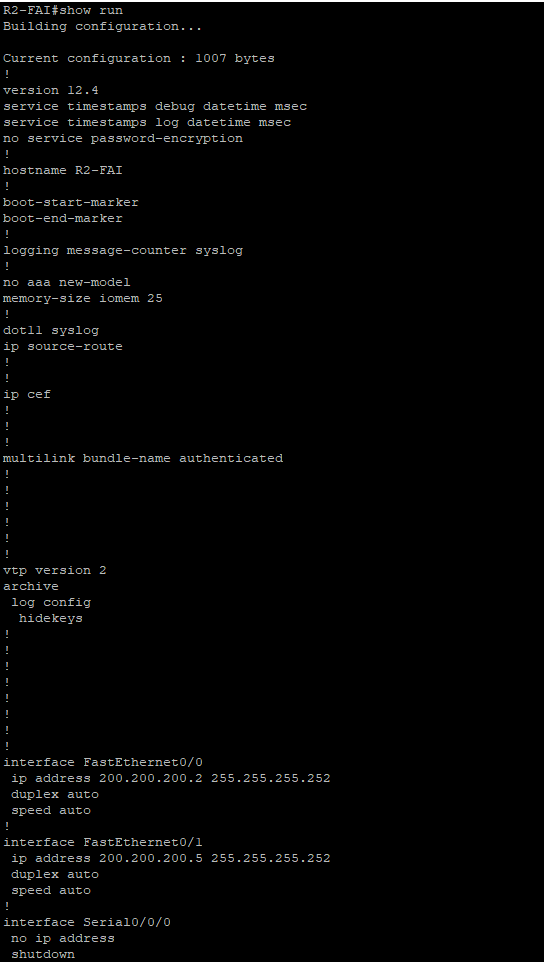 R2-FAI#show run
Building configuration...
Current configuration : 1007 bytes
!
version 12.4
service timestamps debug datetime msec
service timestamps log datetime msec
no service password-encryption
!
hostname R2-FAI
!
boot-start-marker
boot-end-marker
!
logging message-counter syslog
!
no aaa new-model
memory-size iomem 25
!
dot11 syslog
ip source-route
!
!
ip cef
!
!
!
multilink bundle-name authenticated
!
!
!
!
!
!
vtp version 2
archive
 log config
  hidekeys
!
!
!
!
!
!
!
!
interface FastEthernet0/0
 ip address 200.200.200.2 255.255.255.252
 duplex auto
 speed auto
!
interface FastEthernet0/1
 ip address 200.200.200.5 255.255.255.252
 duplex auto
 speed auto
!
interface Serial0/0/0
 no ip address
 shutdown